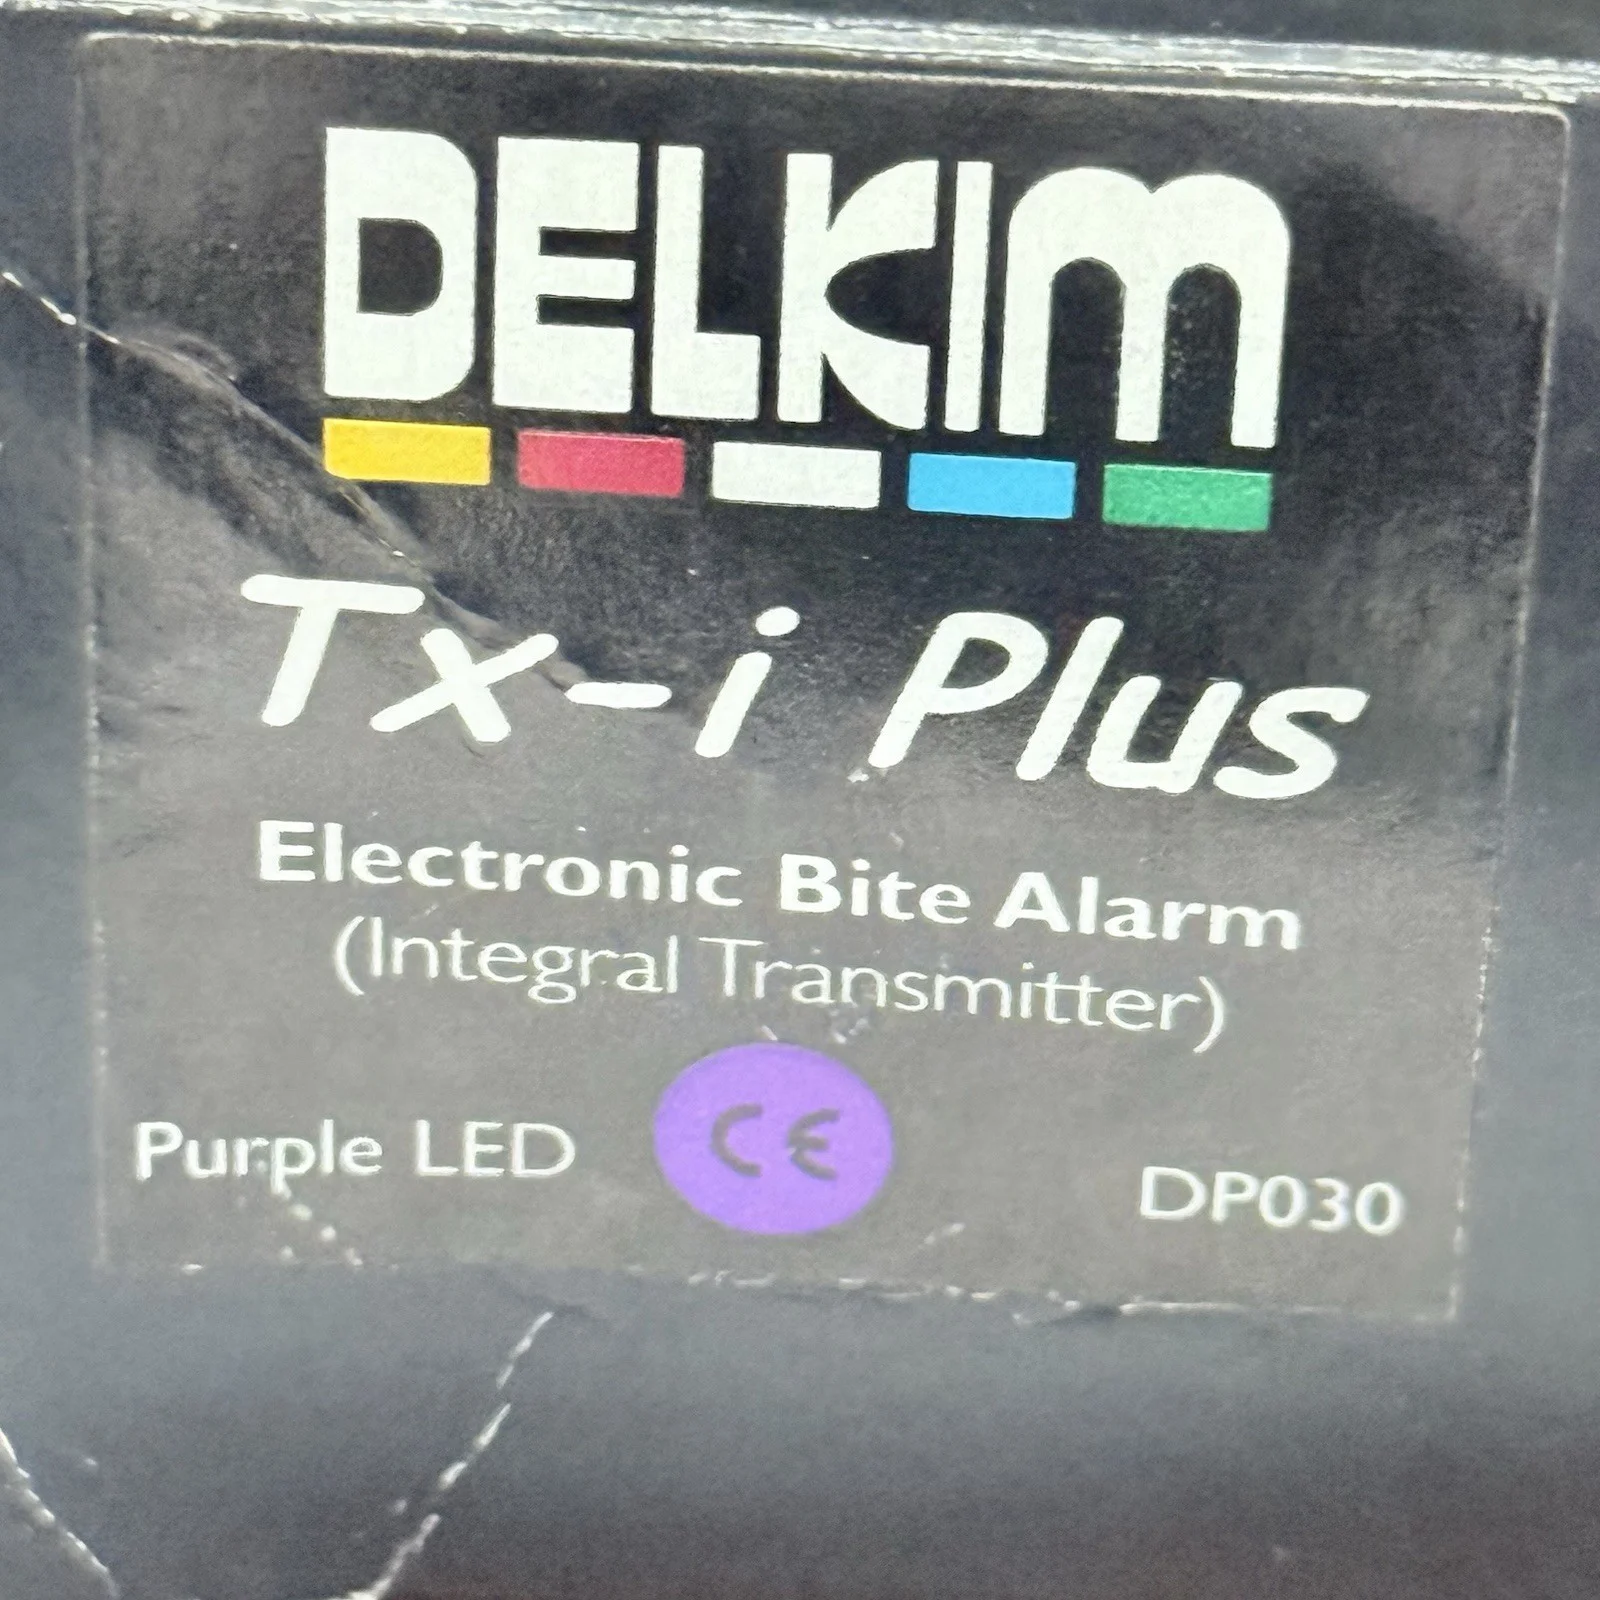 DELKIM
Tx-i Plus
Electronic Bite Alarm
(Integral Transmitter)
Purple LED CE DP030